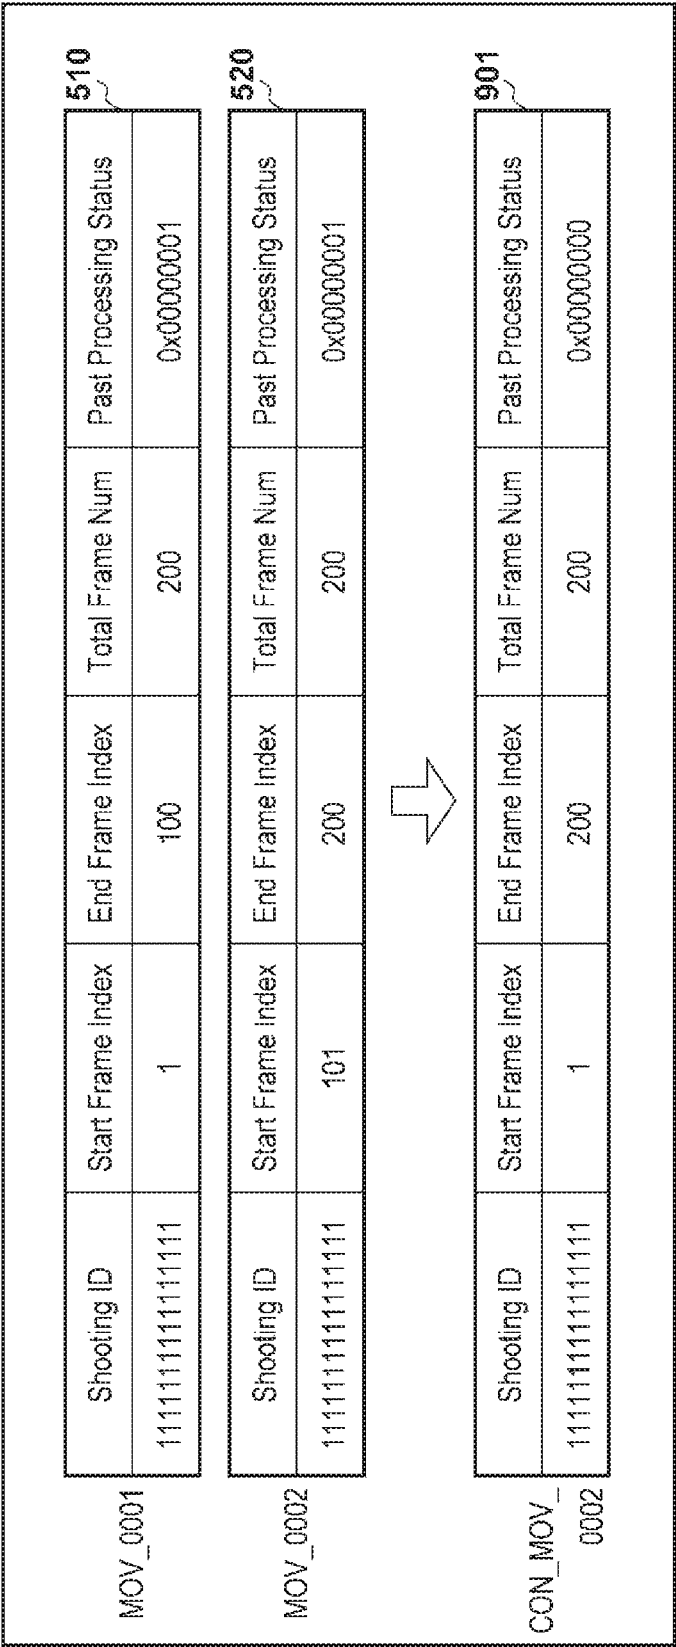 510
Shooting ID Start Frame Index End Frame Index Total Frame Num Past Processing Status
MOV_0001 1111111111111111 1 100 200 0x00000001
520
Shooting ID Start Frame Index End Frame Index Total Frame Num Past Processing Status
MOV_0002 1111111111111111 101 200 200 0x00000001
901
Shooting ID Start Frame Index End Frame Index Total Frame Num Past Processing Status
CON_MOV_
0002 1111111111111111 1 200 200 0x00000000